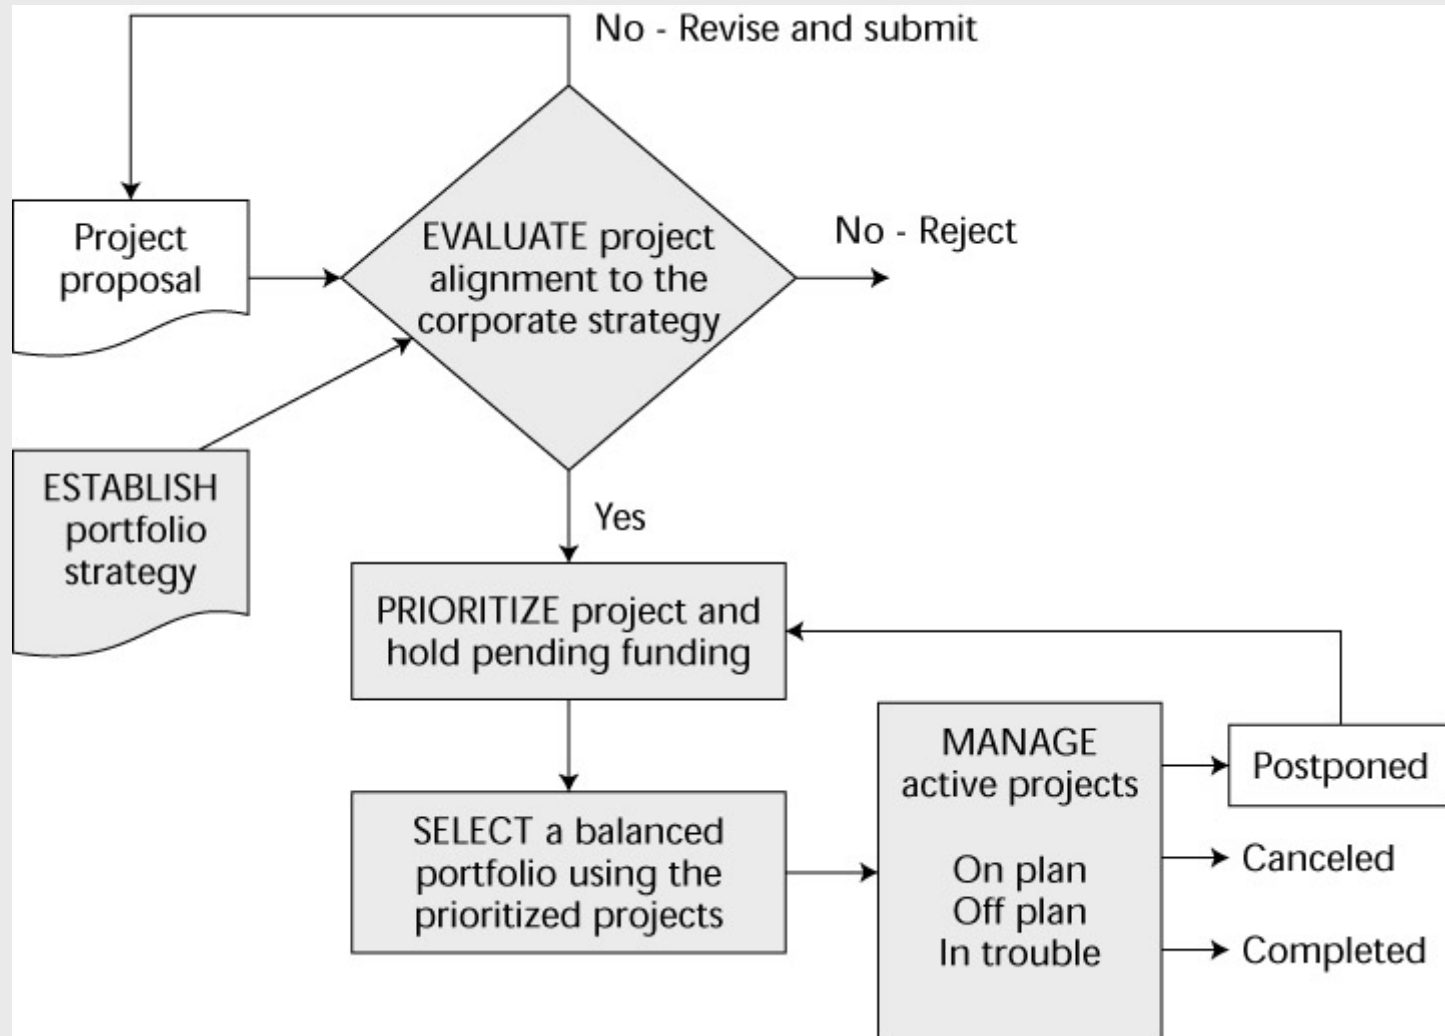 No - Revise and submit
Project
proposal
EVALUATE project
alignment to the
corporate strategy
No - Reject
ESTABLISH
portfolio
strategy
Yes
PRIORITIZE project and
hold pending funding
SELECT a balanced
portfolio using the
prioritized projects
MANAGE
active projects
On plan
Off plan
In trouble
Postponed
Canceled
Completed